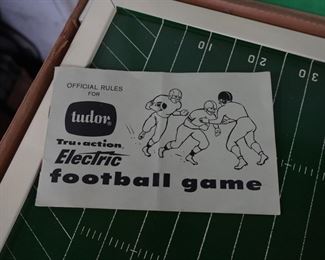 10 20 30
OFFICIAL RULES
FOR
tudor
Tru-action
Electric
football game